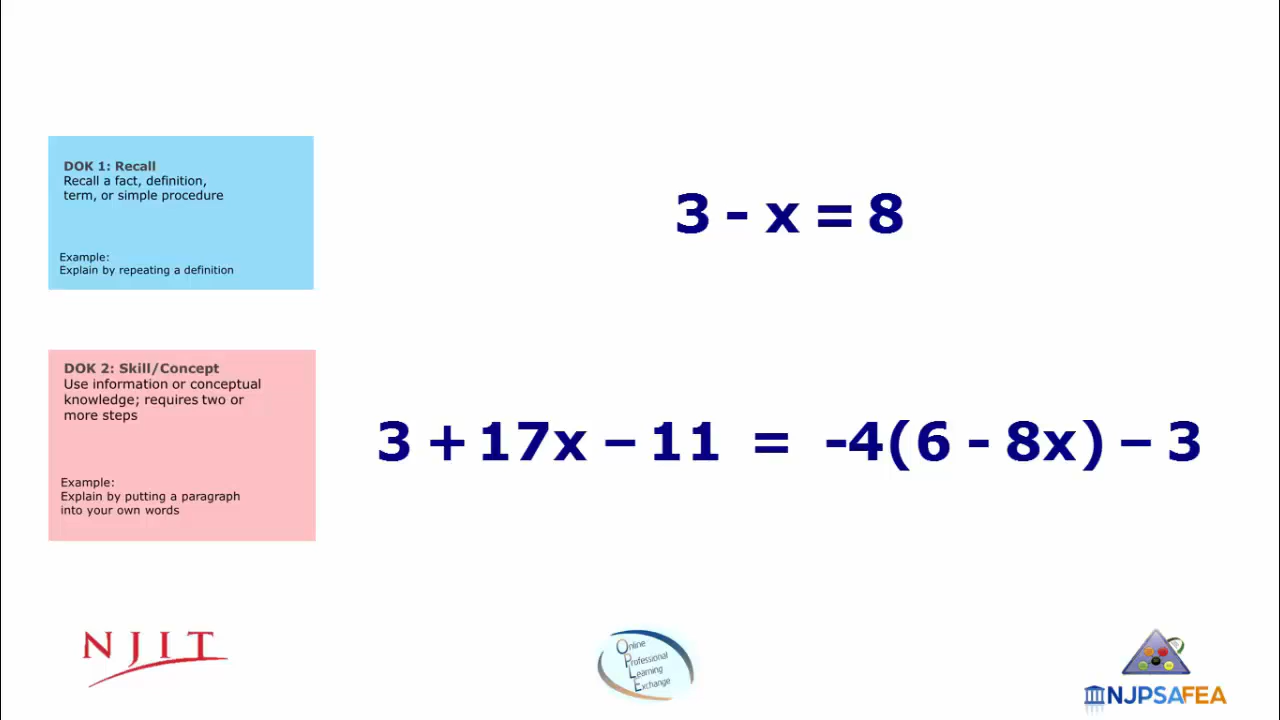 DOK 1: Recall
Recall a fact, definition,
term, or simple procedure
Example:
Explain by repeating a definition
3 - x = 8
DOK 2: Skill/Concept
Use information or conceptual
knowledge; requires two or
more steps
Example:
Explain by putting a paragraph
into your own words
3 + 17x – 11 = -4(6 - 8x) – 3
NJIT
Online
Professional
Learning
Exchange
NJPSAFEA